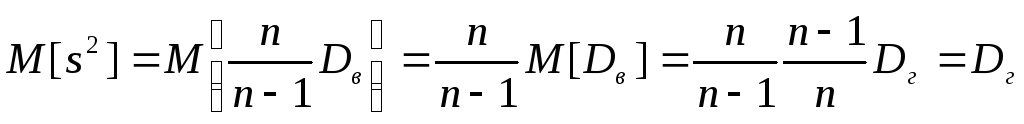 M[s²] = M[n/(n − 1) Dв] = n/(n − 1) M[Dв] = n/(n − 1) (n − 1)/n Dг = Dг